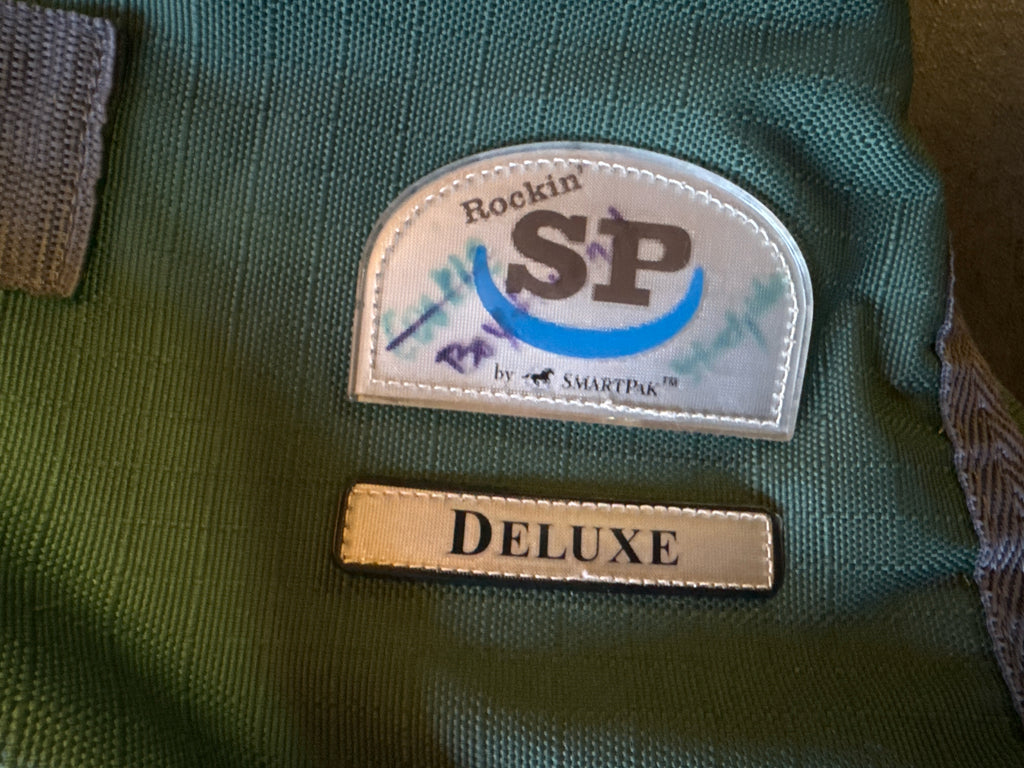 Rockin'
SP
by SMARTPAK™
DELUXE